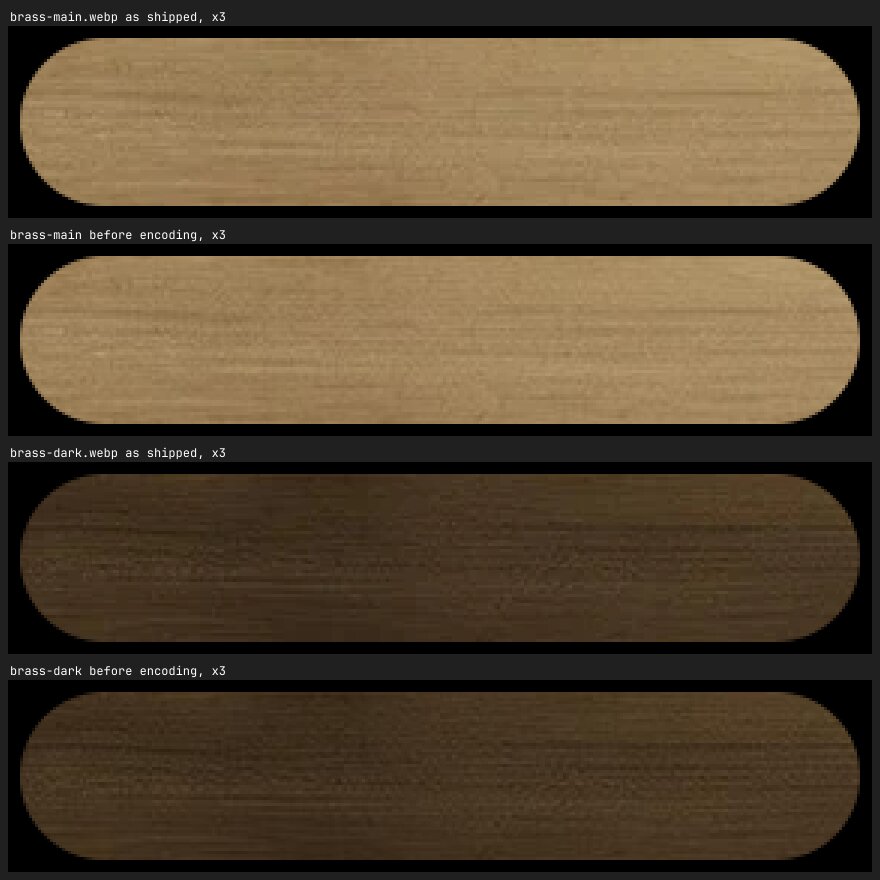 brass-main.webp as shipped, x3
brass-main before encoding, x3
brass-dark.webp as shipped, x3
brass-dark before encoding, x3